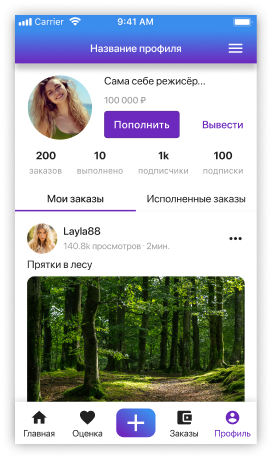 Carrier 9:41 AM
Название профиля
Сама себе режисёр...
100 000 ₽
Пополнить Вывести
200 10 1k 100
заказов выполнено подписчики подписки
Мои заказы Исполненные заказы
Layla88
140.8k просмотров · 2мин.
Прятки в лесу
Главная Оценка Заказы Профиль